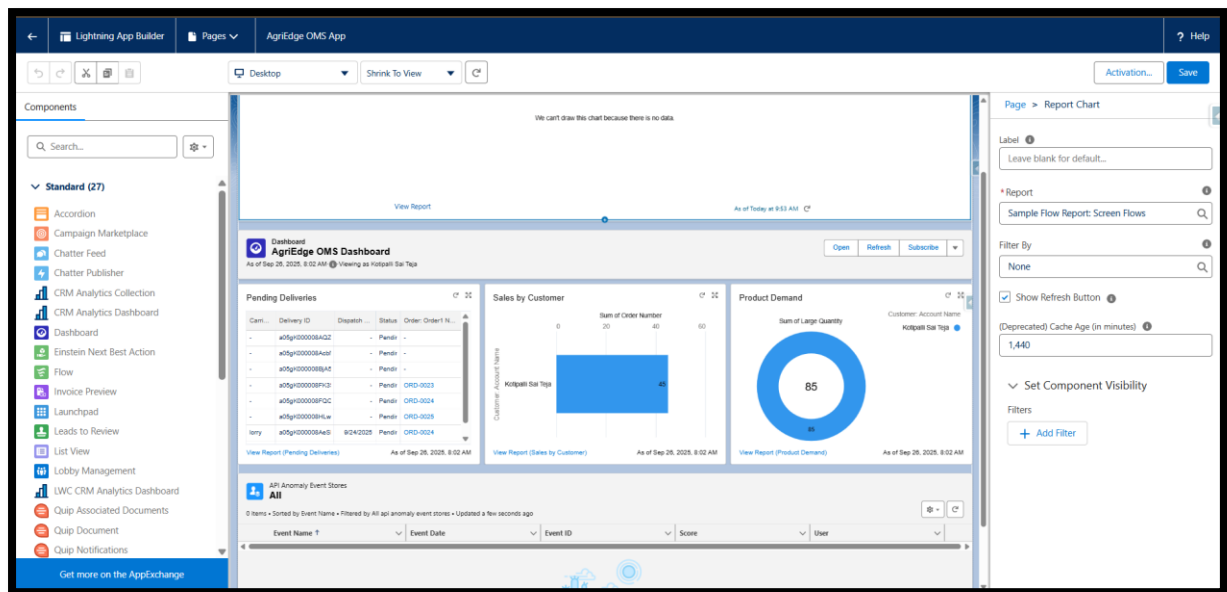 Lightning App Builder
Pages
AgriEdge OMS App
? Help
Desktop
Shrink To View
Activation...
Save
Components
Search...
Standard (27)
Accordion
Campaign Marketplace
Chatter Feed
Chatter Publisher
CRM Analytics Collection
CRM Analytics Dashboard
Dashboard
Einstein Next Best Action
Flow
Invoice Preview
Launchpad
Leads to Review
List View
Lobby Management
LWC CRM Analytics Dashboard
Quip Associated Documents
Quip Document
Quip Notifications
Get more on the AppExchange
We can't draw this chart because there is no data.
View Report
As of Today at 9:53 AM
Dashboard
AgriEdge OMS Dashboard
As of Sep 26, 2025, 8:02 AM Viewing as Kotipalli Sai Teja
Open
Refresh
Subscribe
Pending Deliveries
Carri... Delivery ID Dispatch ... Status Order: Order1 N...
- - Pendir -
- - Pendir -
- - Pendir -
- - Pendir ORD-0023
- - Pendir ORD-0024
- - Pendir ORD-0025
lorry 9/24/2025 Pendir ORD-0024
View Report (Pending Deliveries)
As of Sep 26, 2025, 8:02 AM
Sales by Customer
Sum of Order Number
0 20 40 60
Customer: Account Name
Kotipalli Sai Teja
45
View Report (Sales by Customer)
As of Sep 26, 2025, 8:02 AM
Product Demand
Sum of Large Quantity
Customer: Account Name
Kotipalli Sai Teja
85
85
View Report (Product Demand)
As of Sep 26, 2025, 8:02 AM
API Anomaly Event Stores
All
0 items • Sorted by Event Name • Filtered by All api anomaly event stores • Updated a few seconds ago
Event Name ↑
Event Date
Event ID
Score
User
Page > Report Chart
Label
Leave blank for default...
* Report
Sample Flow Report: Screen Flows
Filter By
None
Show Refresh Button
(Deprecated) Cache Age (in minutes)
1,440
Set Component Visibility
Filters
+ Add Filter